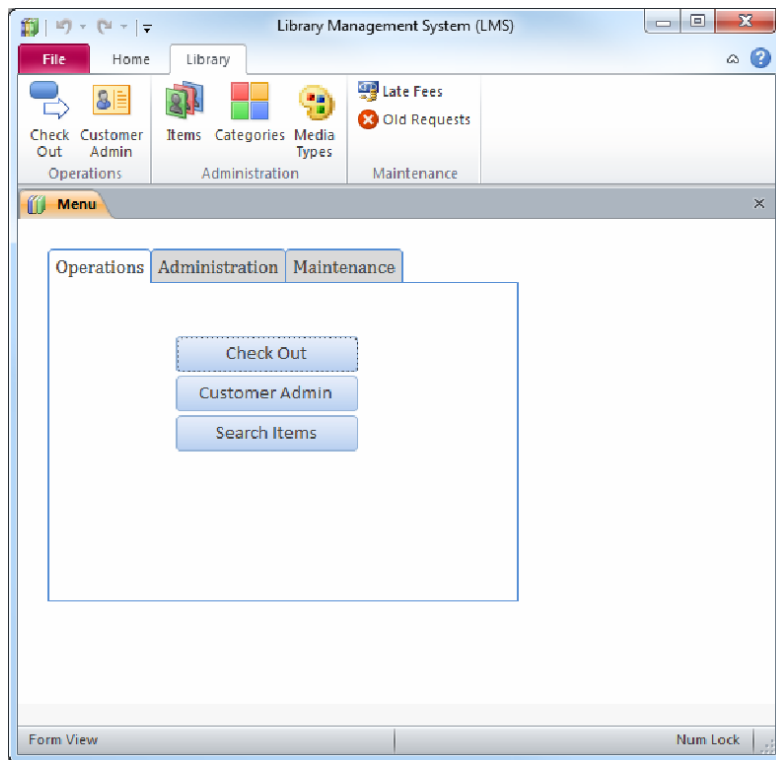 Library Management System (LMS)
File Home Library
Late Fees
Old Requests
Check Out Customer Admin Items Categories Media Types
Operations Administration Maintenance
Menu
Operations Administration Maintenance
Check Out
Customer Admin
Search Items
Form View Num Lock